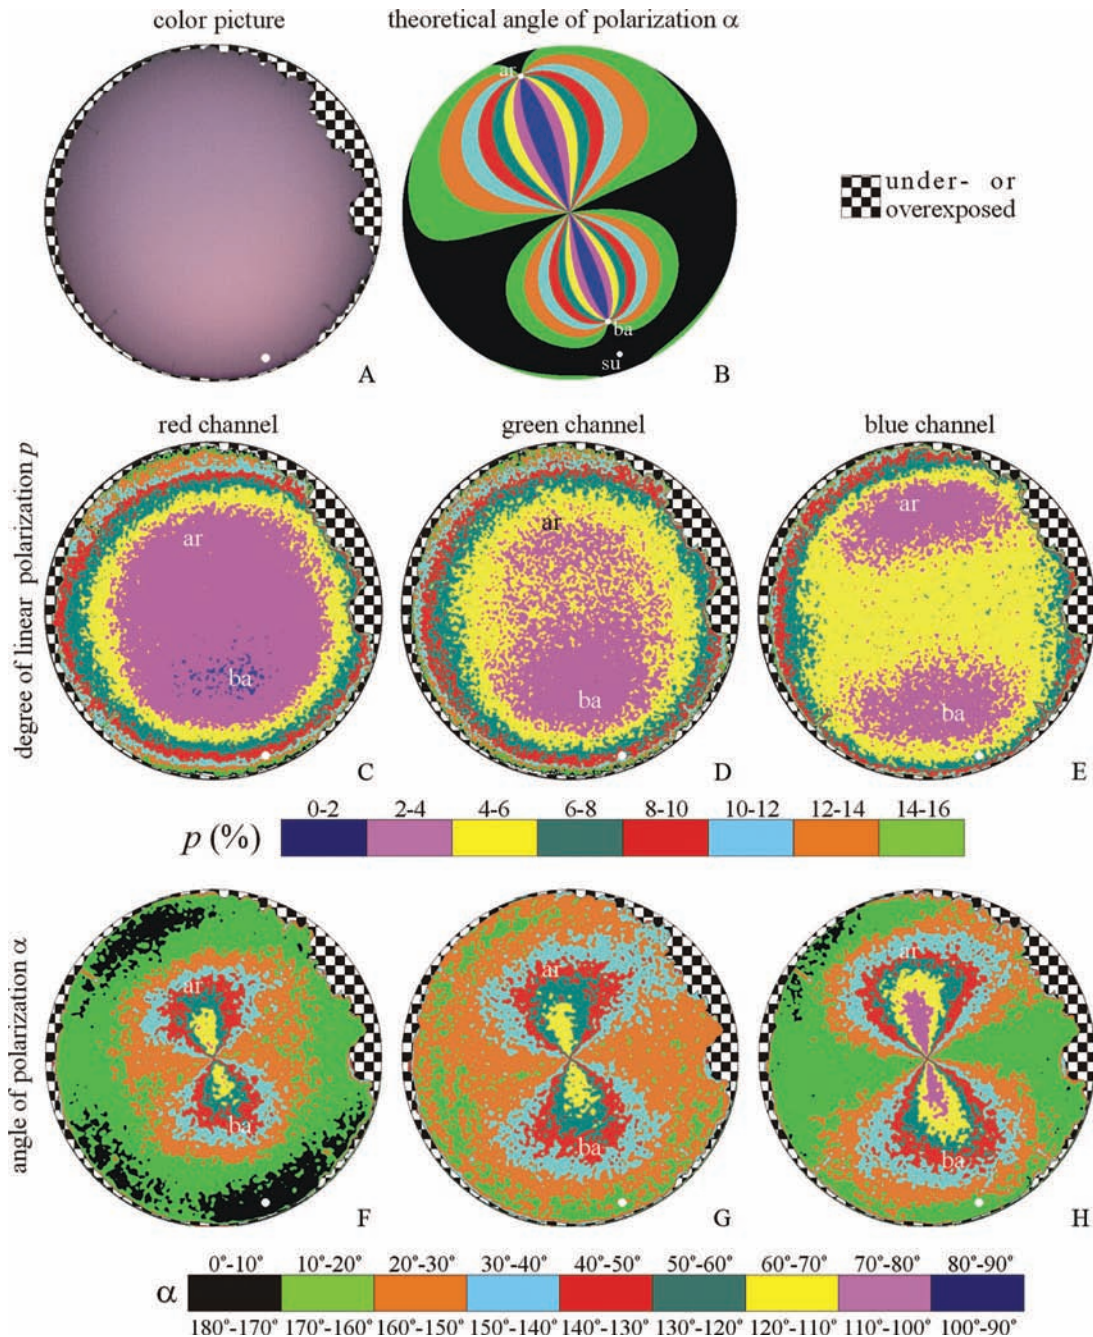 color picture
theoretical angle of polarization α
ar
under- or
overexposed
ba
su
A
B
degree of linear polarization p
red channel
green channel
blue channel
ar
ar
ar
ba
ba
ba
C
D
E
0-2 2-4 4-6 6-8 8-10 10-12 12-14 14-16
p (%)
angle of polarization α
ar
ar
ar
ba
ba
ba
F
G
H
0°-10° 10°-20° 20°-30° 30°-40° 40°-50° 50°-60° 60°-70° 70°-80° 80°-90°
α
180°-170° 170°-160° 160°-150° 150°-140° 140°-130° 130°-120° 120°-110° 110°-100° 100°-90°